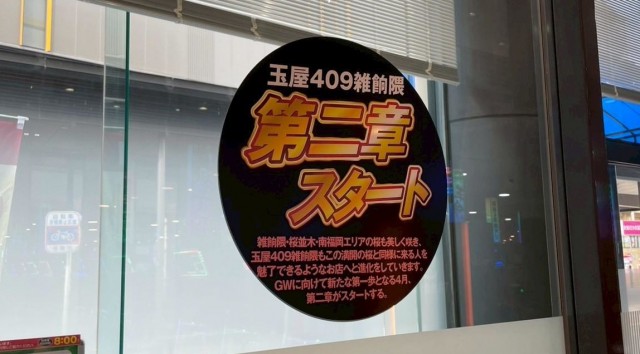 玉屋409雑餉隈
第二章
スタート
雑餉隈・桜並木・南福岡エリアの桜も美しく咲き、
玉屋409雑餉隈もこの満開の桜と同様に来る人を
魅了できるようなお店へと進化をしていきます。
GWに向けて新たな第一歩となる4月、
第二章がスタートする。
8:00